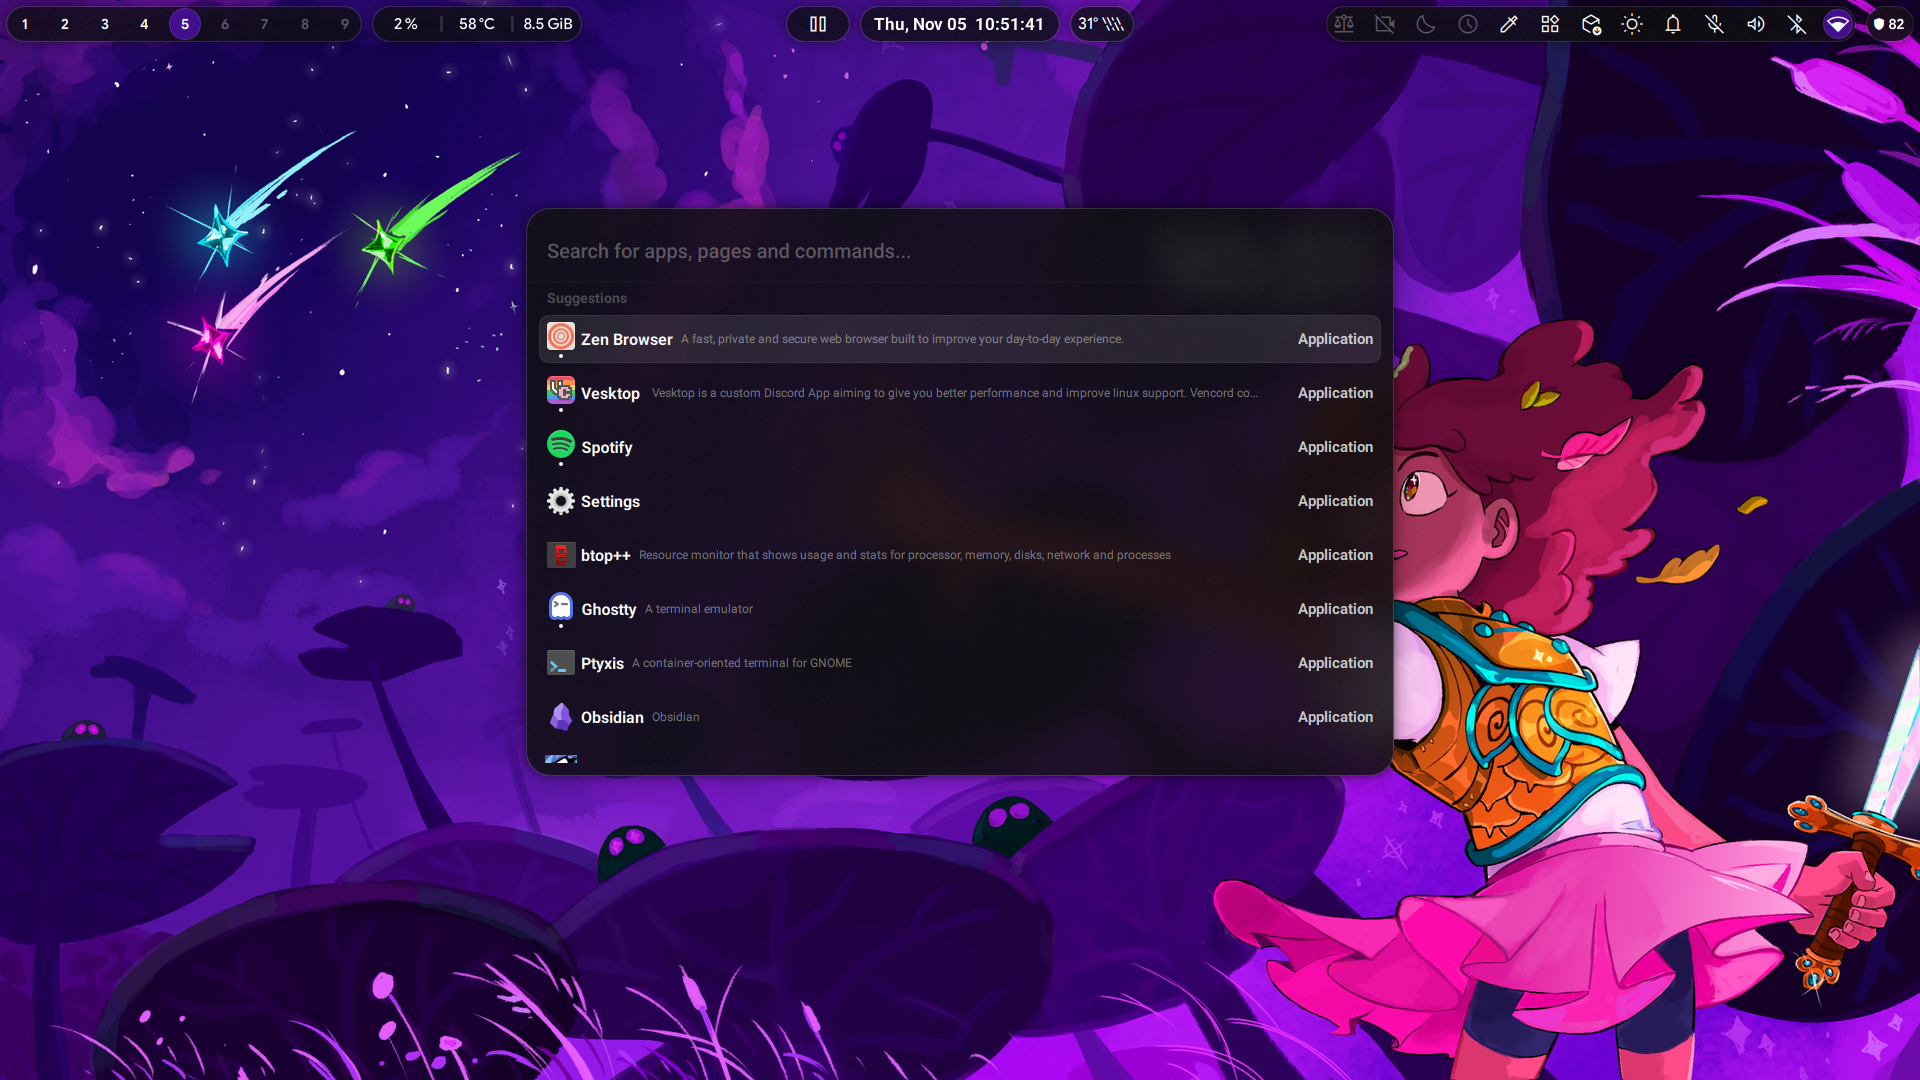 1 2 3 4 5 6 7 8 9
2% 58°C 8.5 GiB
Thu, Nov 05 10:51:41
31°
82
Search for apps, pages and commands...
Suggestions
Zen Browser A fast, private and secure web browser built to improve your day-to-day experience. Application
Vesktop Vesktop is a custom Discord App aiming to give you better performance and improve linux support. Vencord co... Application
Spotify Application
Settings Application
btop++ Resource monitor that shows usage and stats for processor, memory, disks, network and processes Application
Ghostty A terminal emulator Application
Ptyxis A container-oriented terminal for GNOME Application
Obsidian Obsidian Application